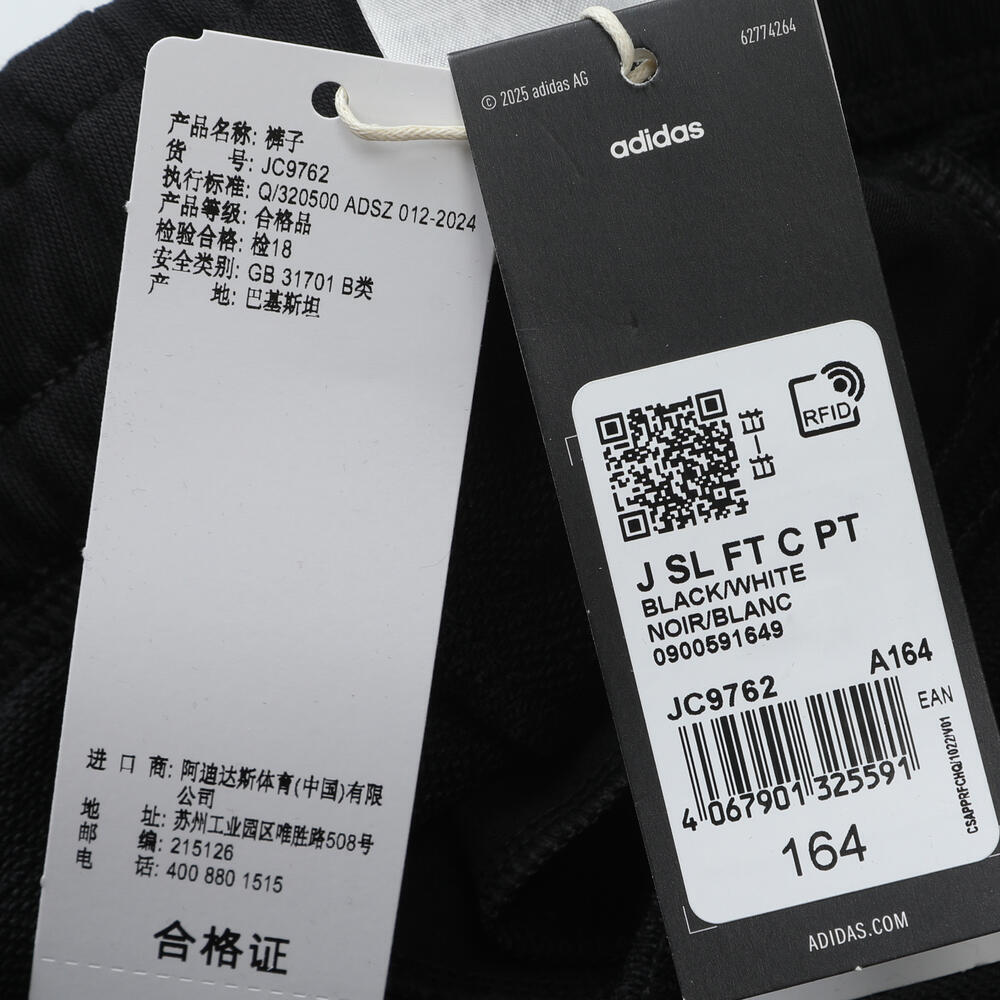 产品名称: 裤子
货 号: JC9762
执行标准: Q/320500 ADSZ 012-2024
产品等级: 合格品
检验合格: 检18
安全类别: GB 31701 B类
产 地: 巴基斯坦
进 口 商: 阿迪达斯体育(中国)有限
公司
地 址: 苏州工业园区唯胜路508号
邮 编: 215126
电 话: 400 880 1515
合格证
© 2025 adidas AG
62774264
adidas
RFID
J SL FT C PT
BLACK/WHITE
NOIR/BLANC
0900591649
JC9762
A164
EAN
4 067901 325591
164
CSAPPRFCHQ/1022/V01
ADIDAS.COM